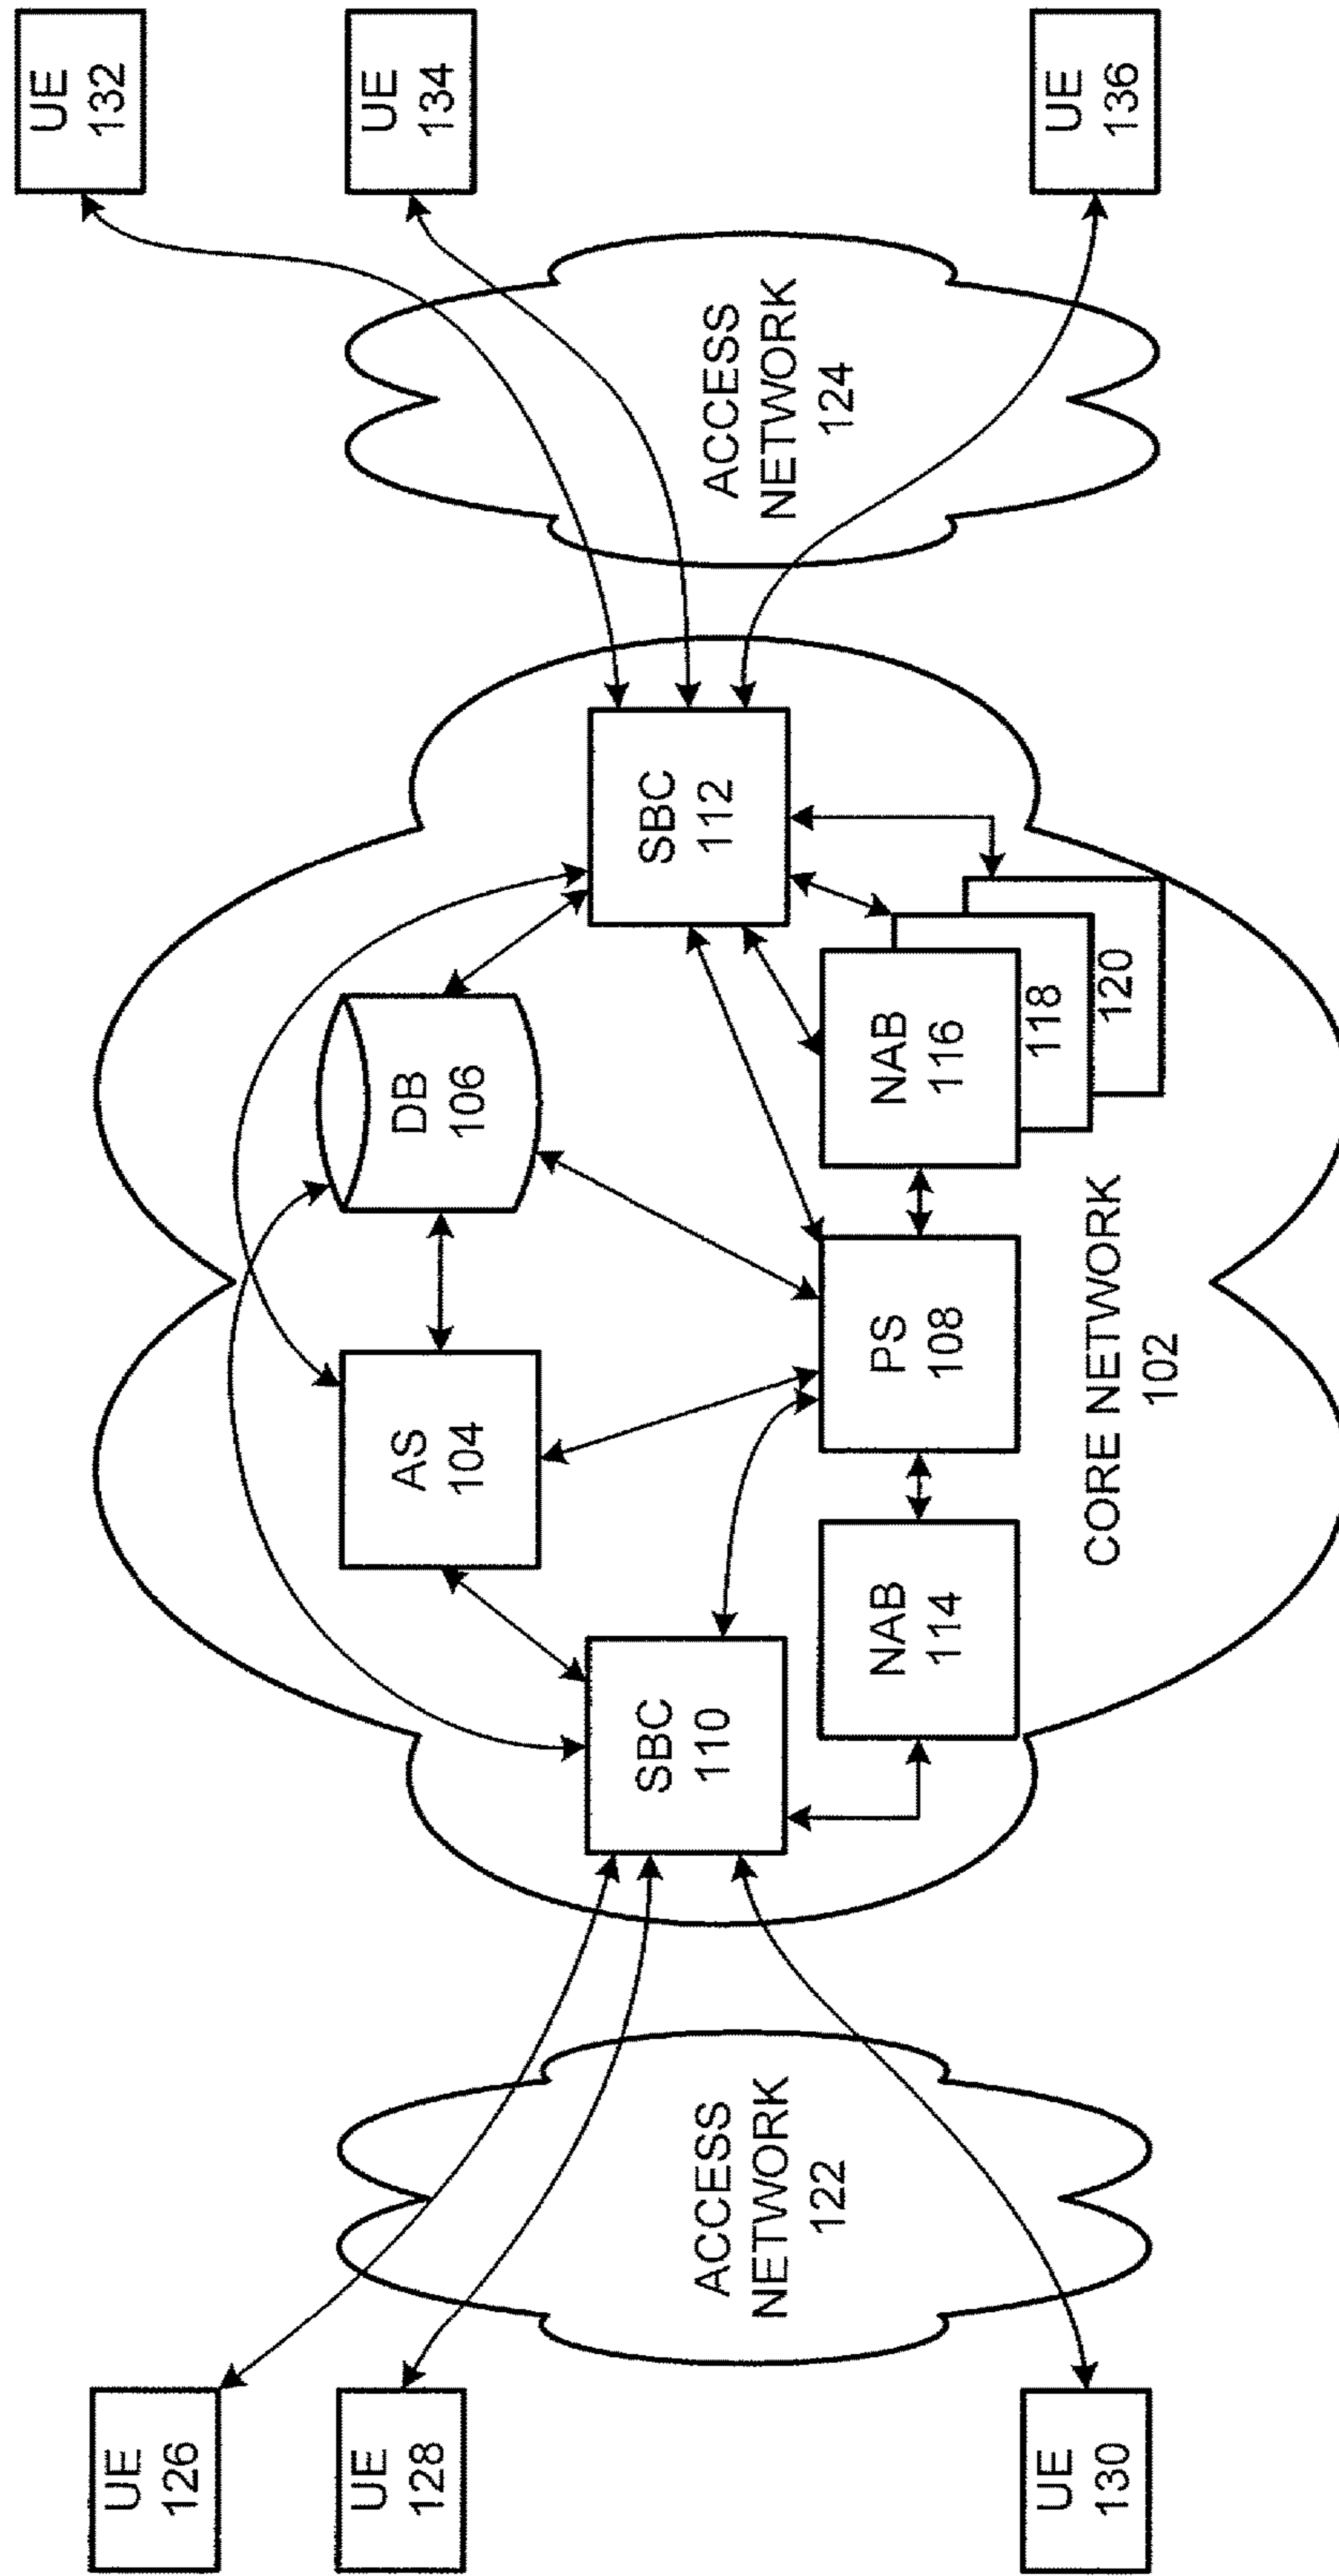 UE
126
UE
128
UE
130
ACCESS
NETWORK
122
SBC
110
AS
104
DB
106
SBC
112
NAB
114
PS
108
NAB
116
118
120
CORE NETWORK
102
ACCESS
NETWORK
124
UE
132
UE
134
UE
136